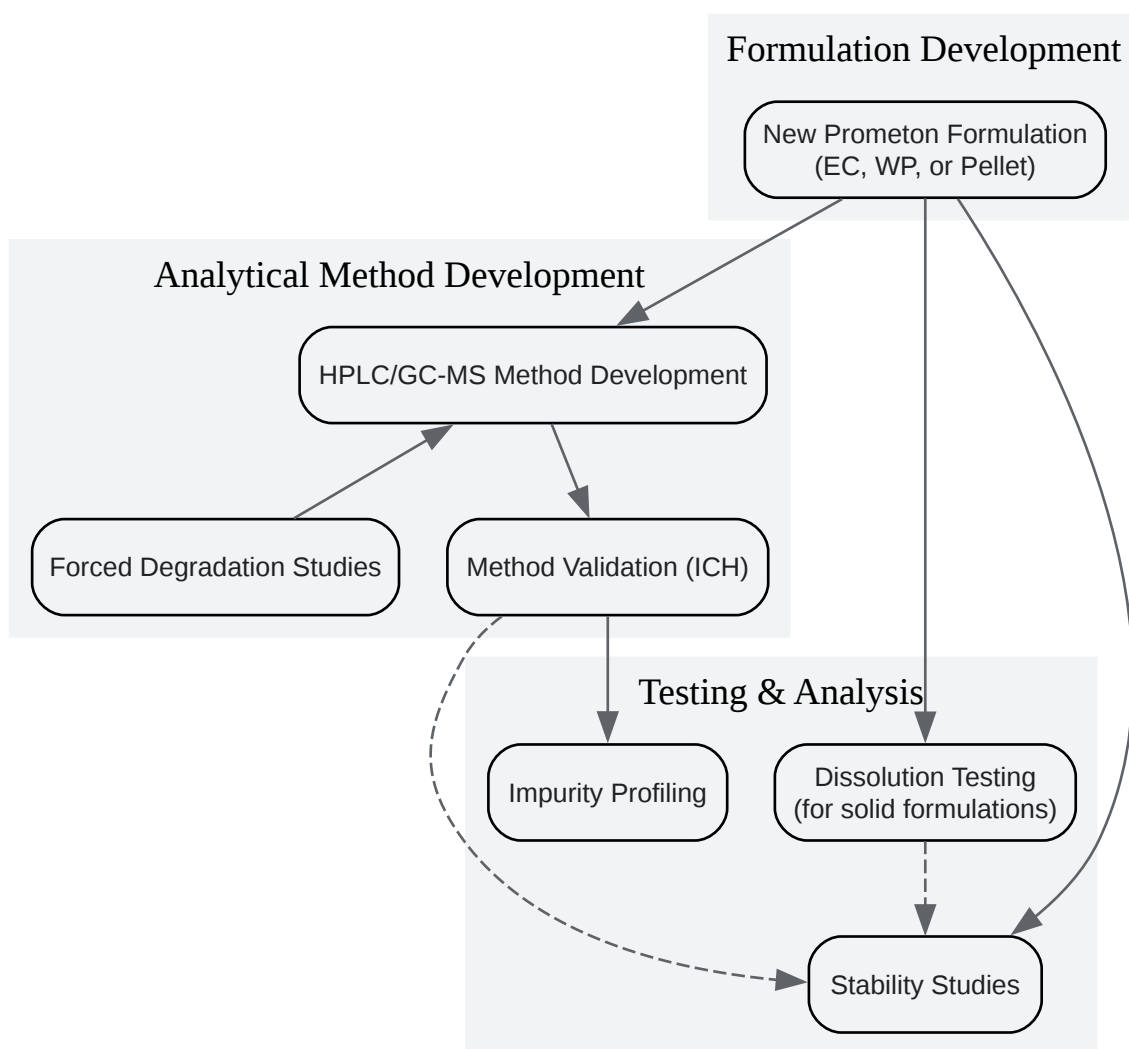 Formulation Development
New Prometon Formulation
(EC, WP, or Pellet)
Analytical Method Development
HPLC/GC-MS Method Development
Forced Degradation Studies
Method Validation (ICH)
Testing & Analysis
Impurity Profiling
Dissolution Testing
(for solid formulations)
Stability Studies